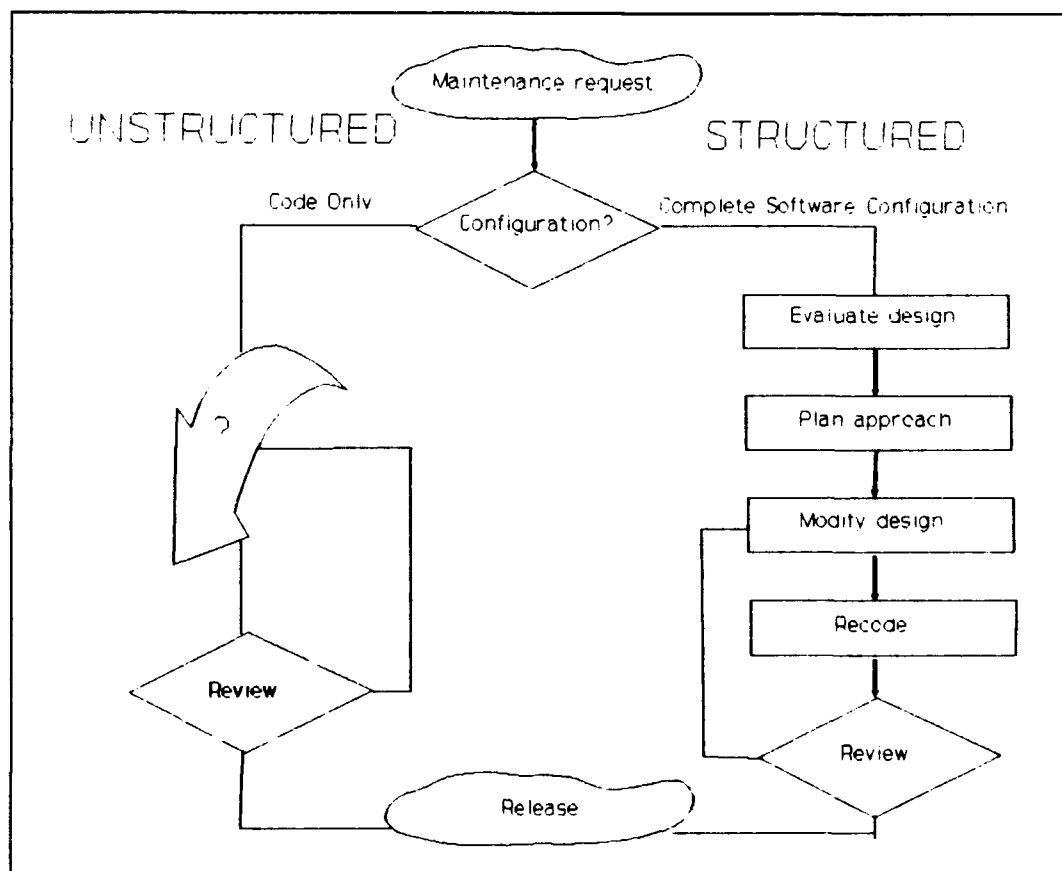 Maintenance request
UNSTRUCTURED
STRUCTURED
Code Only
Configuration?
Complete Software Configuration
Evaluate design
?
Plan approach
Modify design
Recode
Review
Review
Release